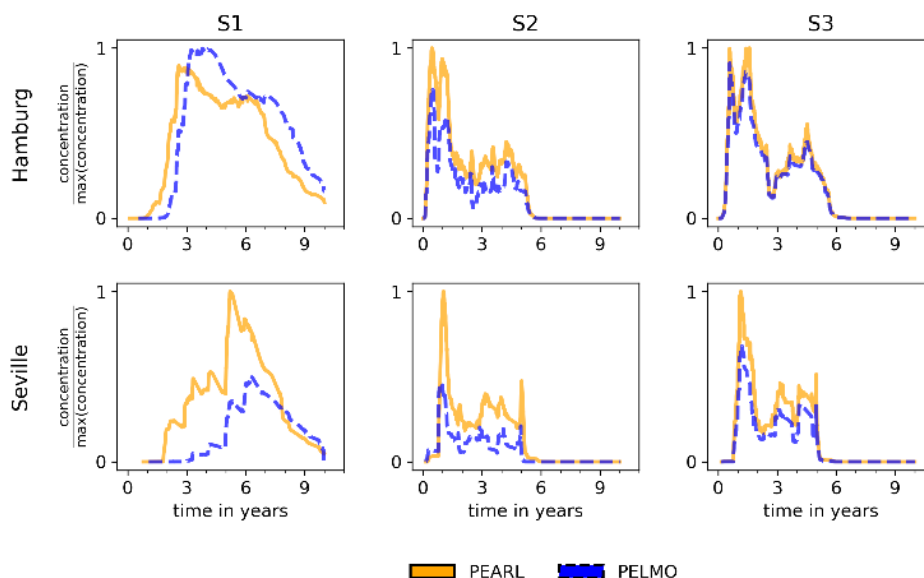 S1 S2 S3
Hamburg
concentration
max(concentration)
1
0
0 3 6 9
1
0
0 3 6 9
1
0
0 3 6 9
Seville
concentration
max(concentration)
1
0
0 3 6 9
time in years
1
0
0 3 6 9
time in years
1
0
0 3 6 9
time in years
PEARL PELMO